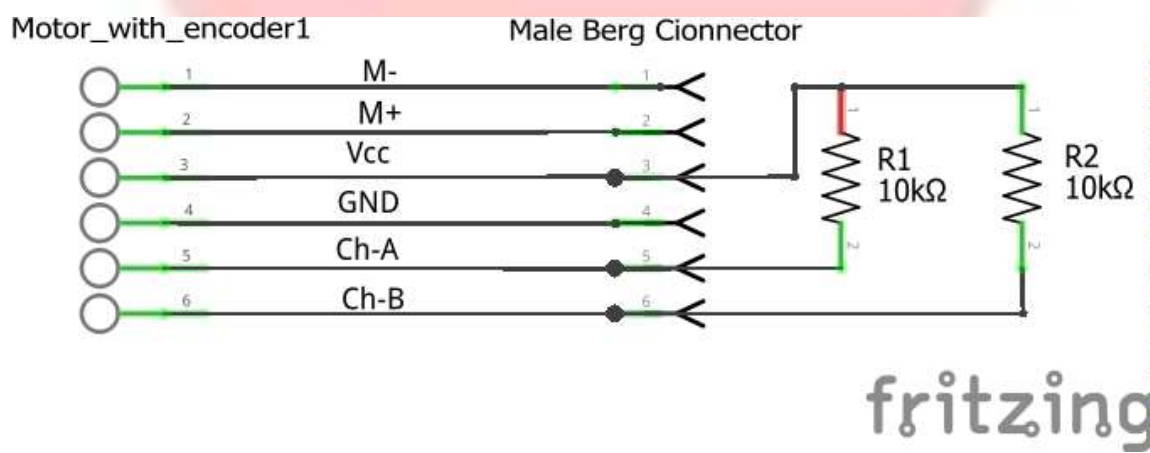 Motor_with_encoder1
Male Berg Cionnector
1
M-
1
2
M+
2
3
Vcc
3
4
GND
4
5
Ch-A
5
6
Ch-B
6
1
R1
10kΩ
2
1
R2
10kΩ
2
fritzing